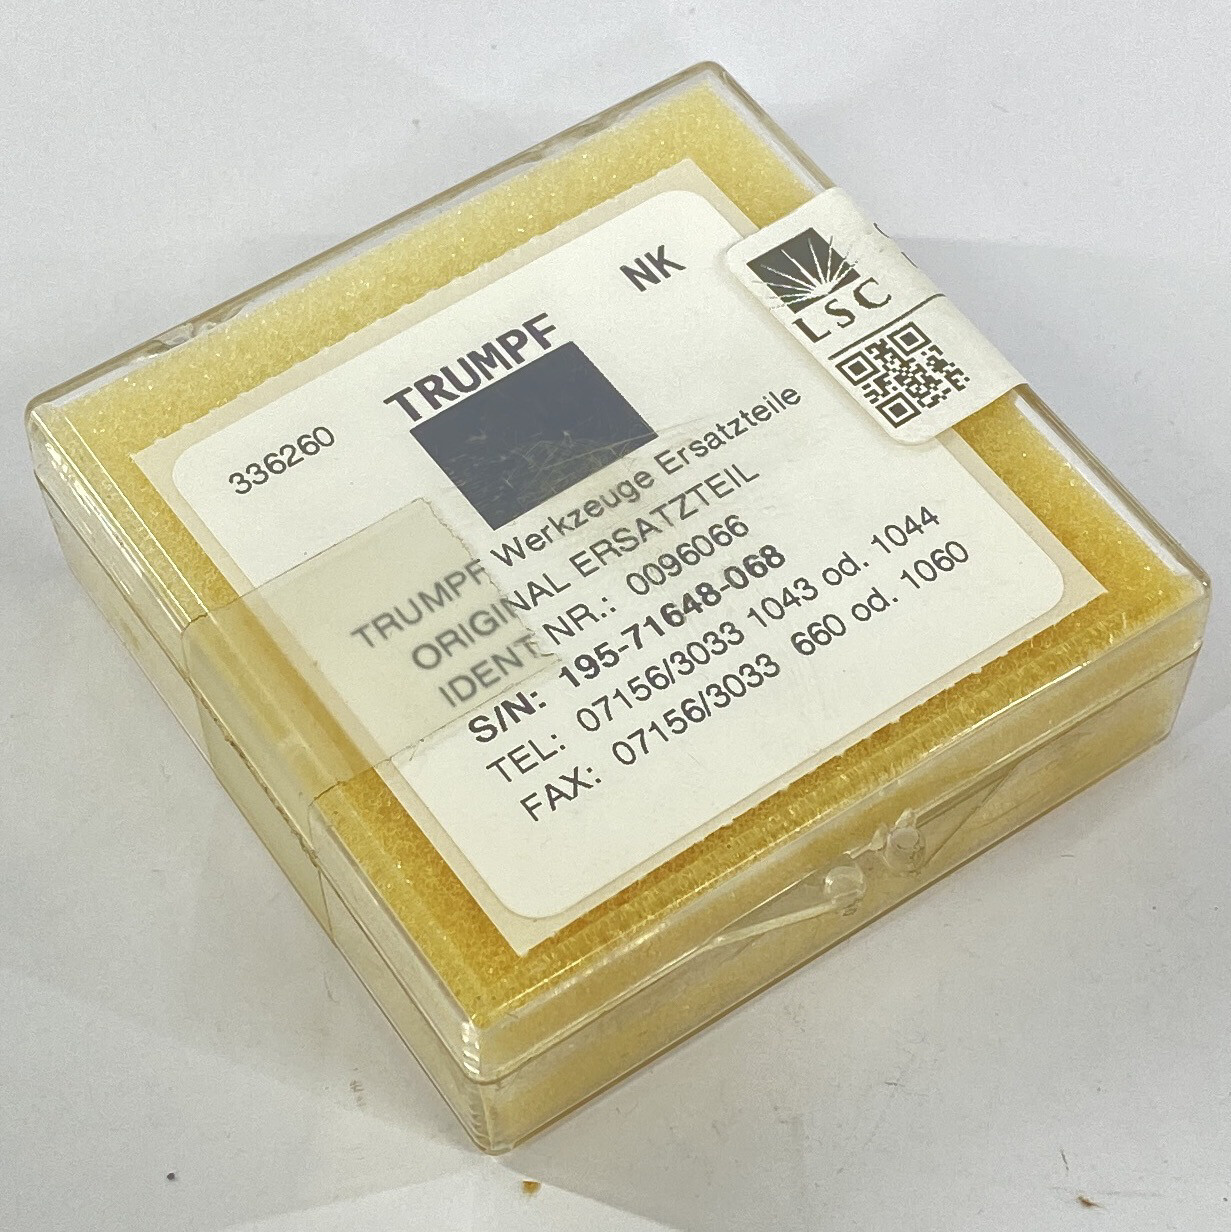 NK
TRUMPF
336260
TRUMPF Werkzeuge Ersatzteile
ORIGINAL ERSATZTEIL
IDENT NR.: 0096066
S/N: 195-71648-068
TEL: 07156/3033 1043 od. 1044
FAX: 07156/3033 660 od. 1060
LSC